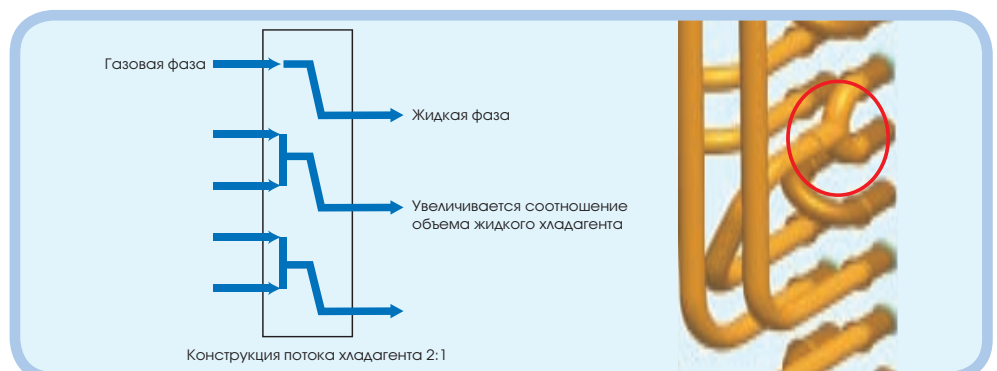 Газовая фаза
Жидкая фаза
Увеличивается соотношение
объема жидкого хладагента
Конструкция потока хладагента 2:1